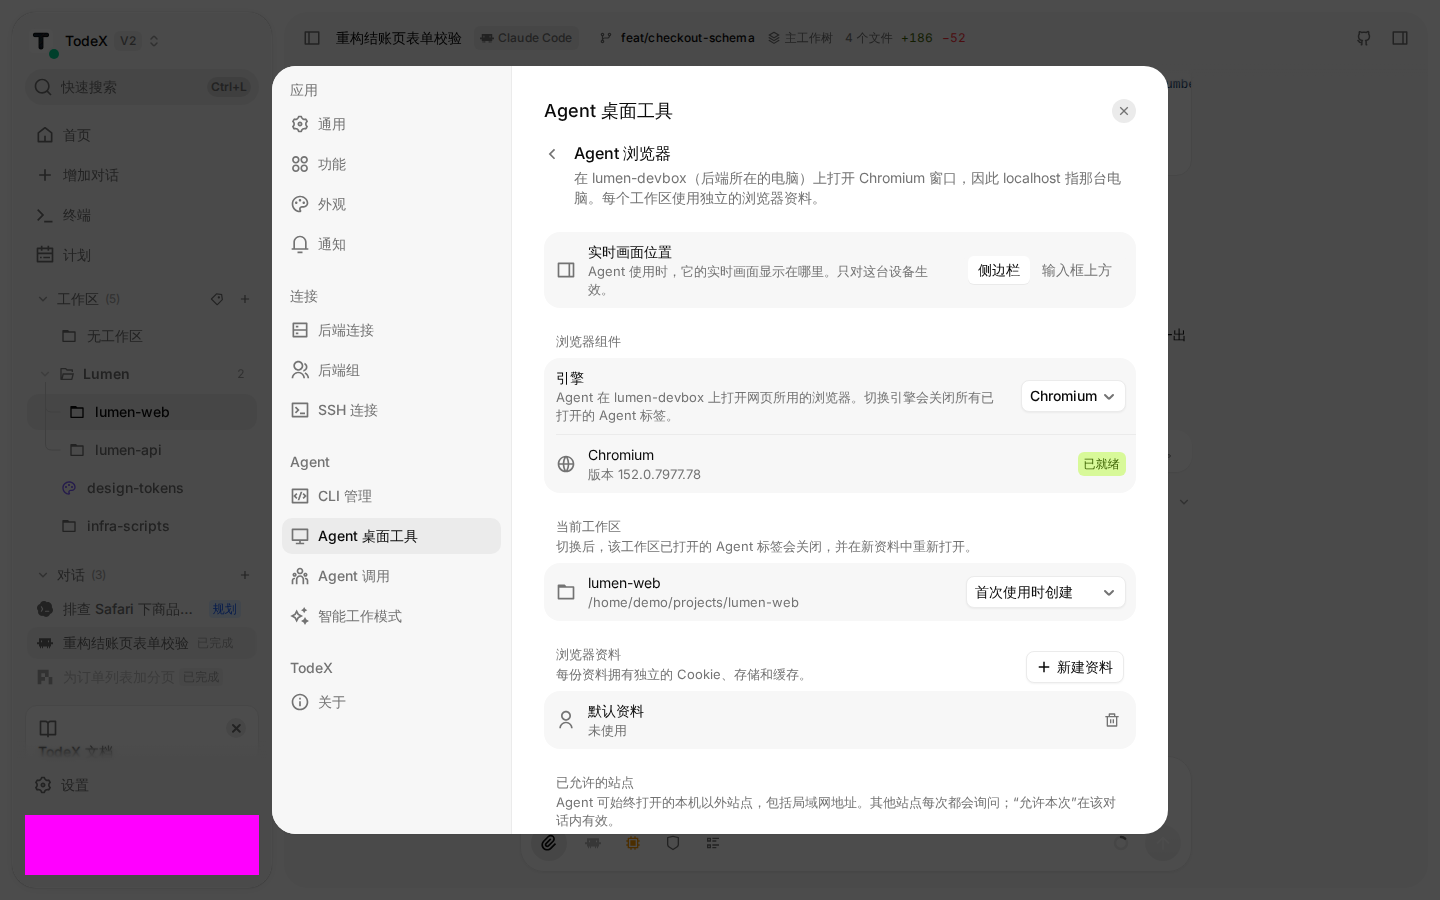 TodeX V2
快速搜索 Ctrl+L
首页
增加对话
终端
计划
工作区 (5)
无工作区
Lumen 2
lumen-web
lumen-api
design-tokens
infra-scripts
对话 (3)
排查 Safari 下商品... 规划
重构结账页表单校验 已完成
为订单列表加分页 已完成
TodeX 文档
设置
重构结账页表单校验 Claude Code feat/checkout-schema 主工作树 4 个文件 +186 −52
应用
通用
功能
外观
通知
连接
后端连接
后端组
SSH 连接
Agent
CLI 管理
Agent 桌面工具
Agent 调用
智能工作模式
TodeX
关于
Agent 桌面工具
Agent 浏览器
在 lumen-devbox（后端所在的电脑）上打开 Chromium 窗口，因此 localhost 指那台电
脑。每个工作区使用独立的浏览器资料。
实时画面位置
Agent 使用时，它的实时画面显示在哪里。只对这台设备生
效。
侧边栏 输入框上方
浏览器组件
引擎
Agent 在 lumen-devbox 上打开网页所用的浏览器。切换引擎会关闭所有已
打开的 Agent 标签。
Chromium
Chromium
版本 152.0.7977.78
已就绪
当前工作区
切换后，该工作区已打开的 Agent 标签会关闭，并在新资料中重新打开。
lumen-web
/home/demo/projects/lumen-web
首次使用时创建
浏览器资料
每份资料拥有独立的 Cookie、存储和缓存。
新建资料
默认资料
未使用
已允许的站点
Agent 可始终打开的本机以外站点，包括局域网地址。其他站点每次都会询问；“允许本次”在该对
话内有效。
出